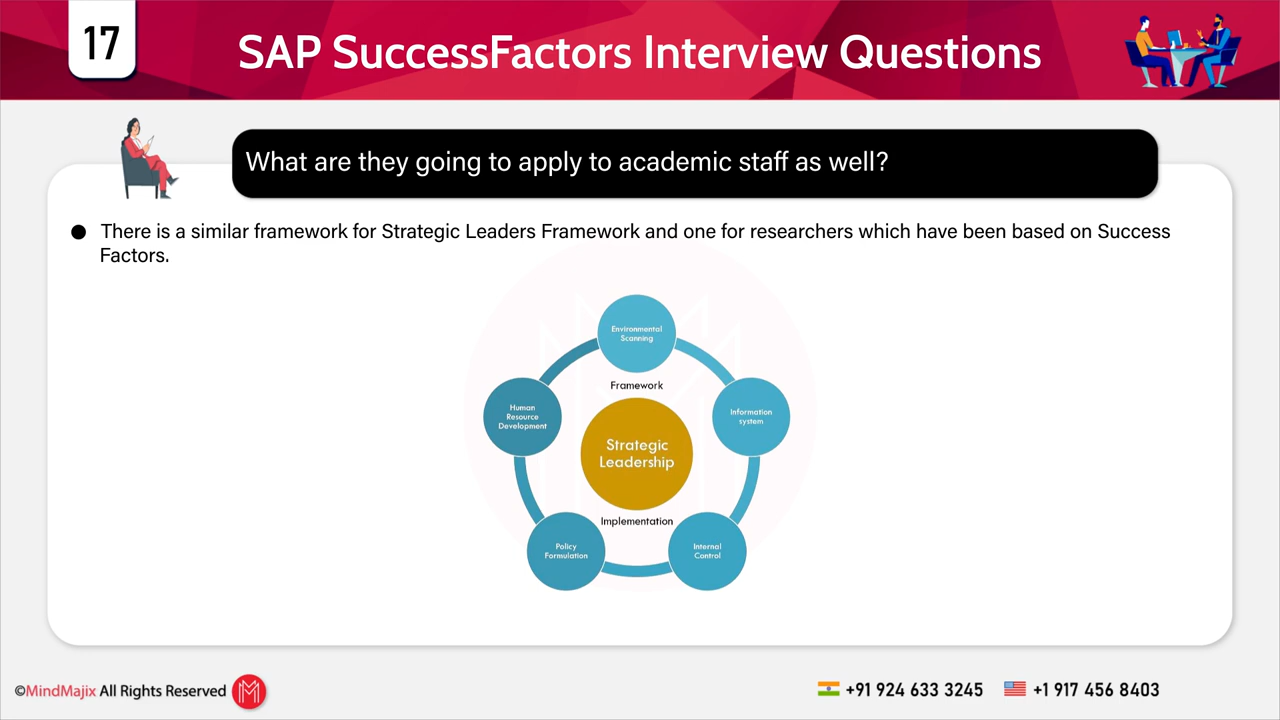 17
SAP SuccessFactors Interview Questions
What are they going to apply to academic staff as well?
● There is a similar framework for Strategic Leaders Framework and one for researchers which have been based on Success
Factors.
Environmental
Scanning
Framework
Human
Resource
Development
Information
system
Strategic
Leadership
Implementation
Policy
Formulation
Internal
Control
©MindMajix All Rights Reserved
+91 924 633 3245
+1 917 456 8403